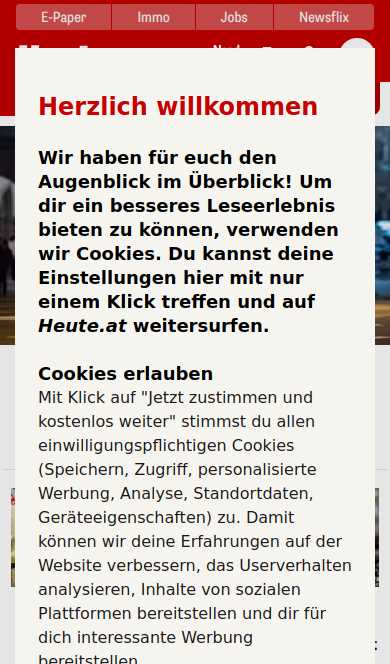 E-Paper Immo Jobs Newsflix
Herzlich willkommen
Wir haben für euch den
Augenblick im Überblick! Um
dir ein besseres Leseerlebnis
bieten zu können, verwenden
wir Cookies. Du kannst deine
Einstellungen hier mit nur
einem Klick treffen und auf
Heute.at weitersurfen.
Cookies erlauben
Mit Klick auf "Jetzt zustimmen und
kostenlos weiter" stimmst du allen
einwilligungspflichtigen Cookies
(Speichern, Zugriff, personalisierte
Werbung, Analyse, Standortdaten,
Geräteeigenschaften) zu. Damit
können wir deine Erfahrungen auf der
Website verbessern, das Userverhalten
analysieren, Inhalte von sozialen
Plattformen bereitstellen und dir für
dich interessante Werbung
bereitstellen